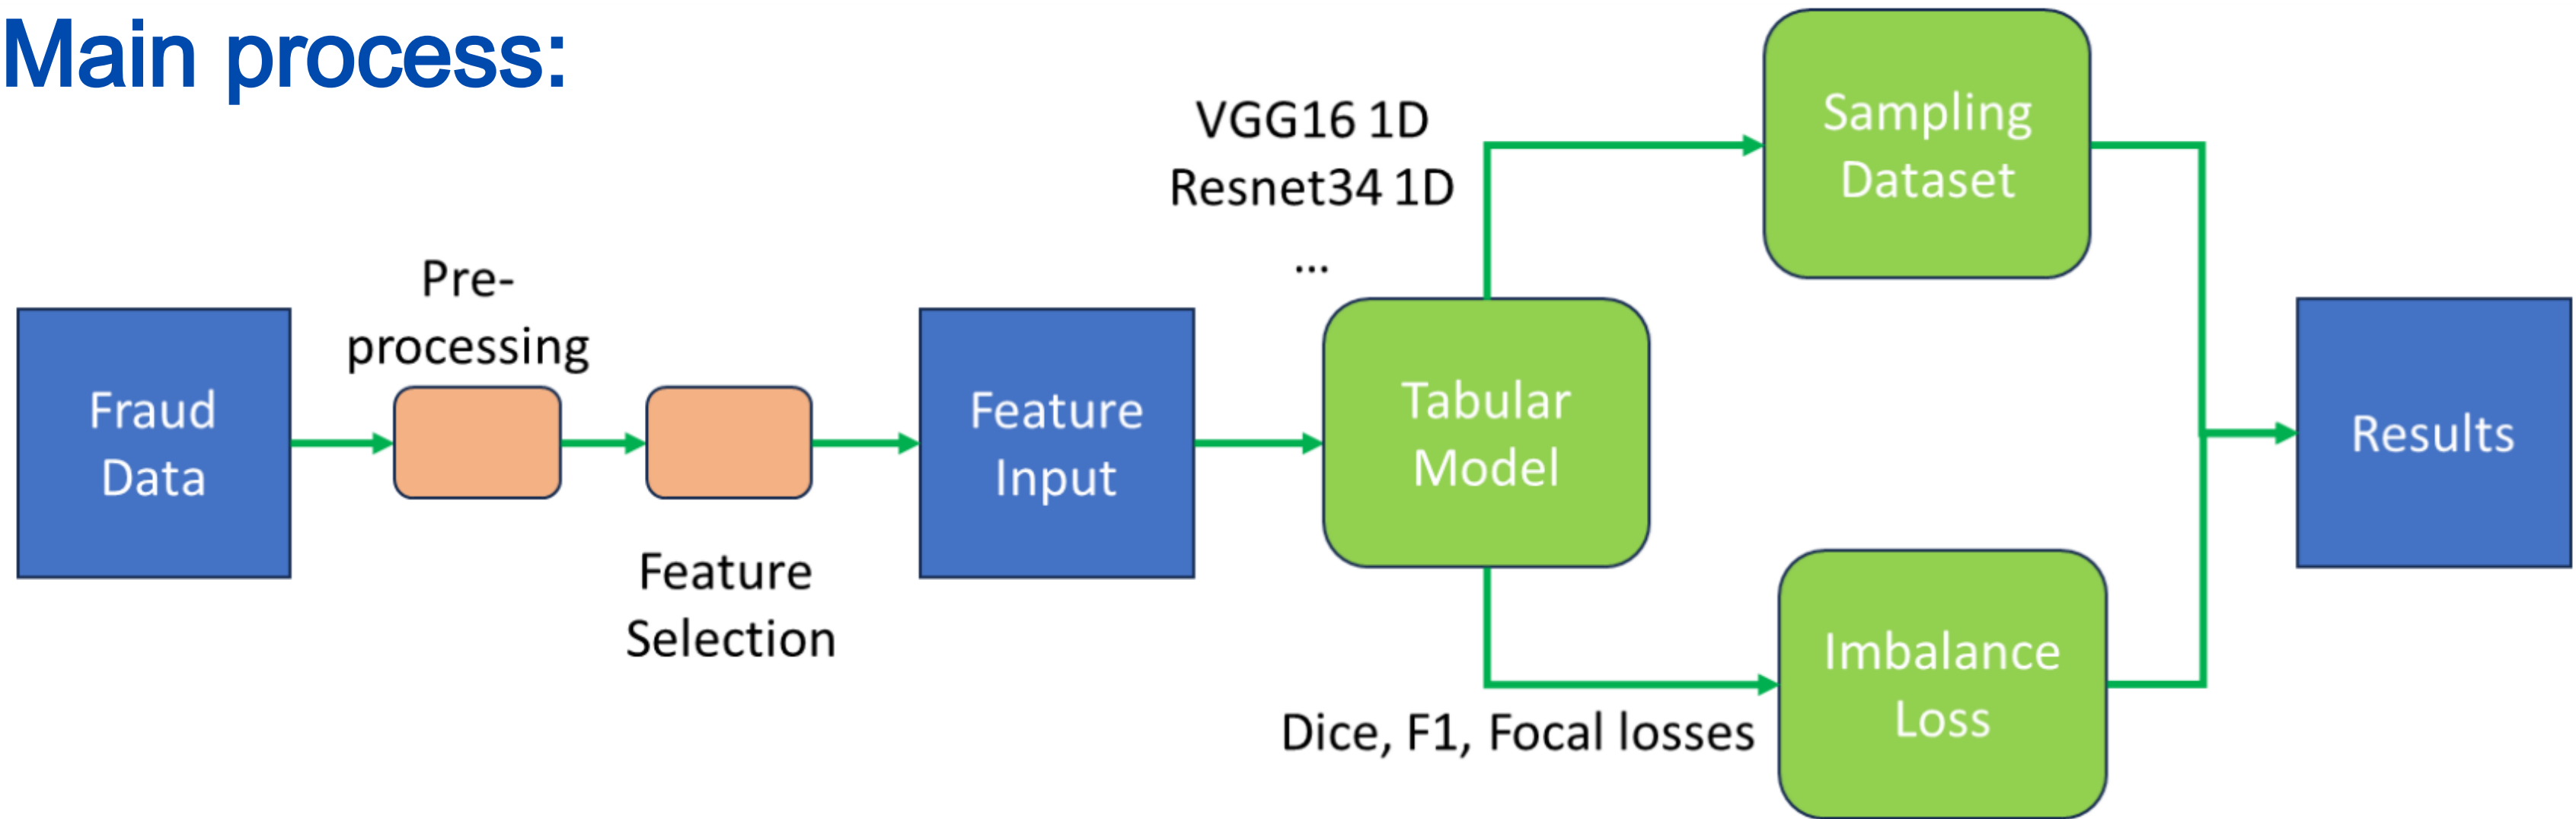 Main process:
Fraud
Data
Pre-
processing
Feature
Selection
Feature
Input
VGG16 1D
Resnet34 1D
...
Tabular
Model
Sampling
Dataset
Dice, F1, Focal losses
Imbalance
Loss
Results